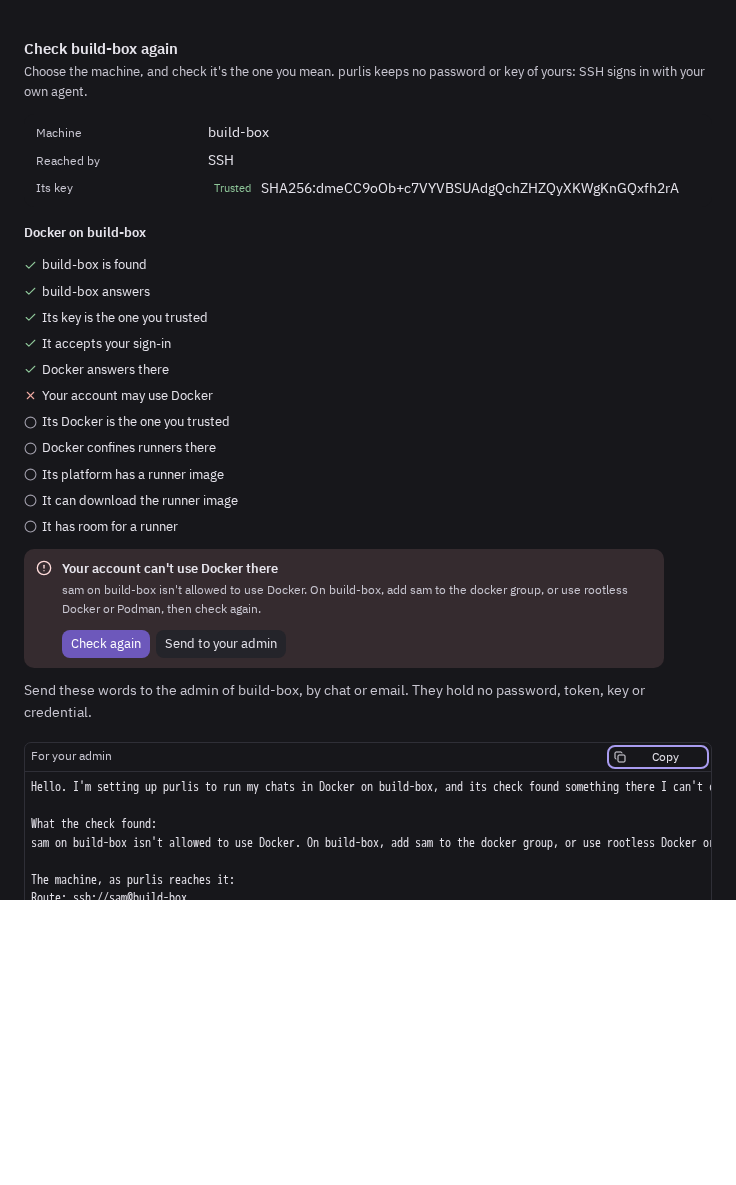 Check build-box again
Choose the machine, and check it's the one you mean. purlis keeps no password or key of yours: SSH signs in with your
own agent.
Machine build-box
Reached by SSH
Its key Trusted SHA256:dmeCC9oOb+c7VYVBSUAdgQchZHZQyXKWgKnGQxfh2rA
Docker on build-box
build-box is found
build-box answers
Its key is the one you trusted
It accepts your sign-in
Docker answers there
Your account may use Docker
Its Docker is the one you trusted
Docker confines runners there
Its platform has a runner image
It can download the runner image
It has room for a runner
Your account can't use Docker there
sam on build-box isn't allowed to use Docker. On build-box, add sam to the docker group, or use rootless
Docker or Podman, then check again.
Check again Send to your admin
Send these words to the admin of build-box, by chat or email. They hold no password, token, key or
credential.
For your admin Copy
Hello. I'm setting up purlis to run my chats in Docker on build-box, and its check found something there I can't
What the check found:
sam on build-box isn't allowed to use Docker. On build-box, add sam to the docker group, or use rootless Docker or
The machine, as purlis reaches it:
Route: ssh://sam@build-box